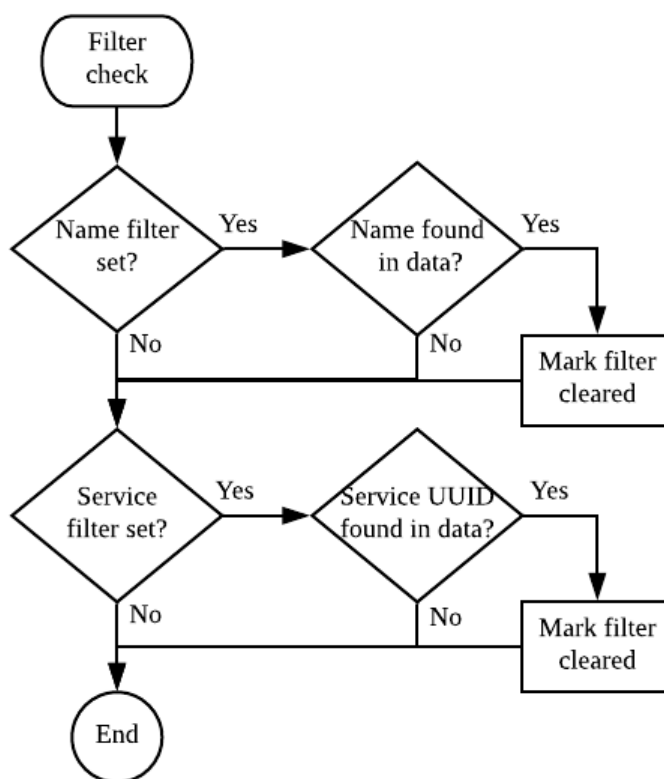 Filter
check
Name filter
set?
Yes
Name found
in data?
Yes
No
No
Mark filter
cleared
Service
filter set?
Yes
Service UUID
found in data?
Yes
No
No
Mark filter
cleared
End